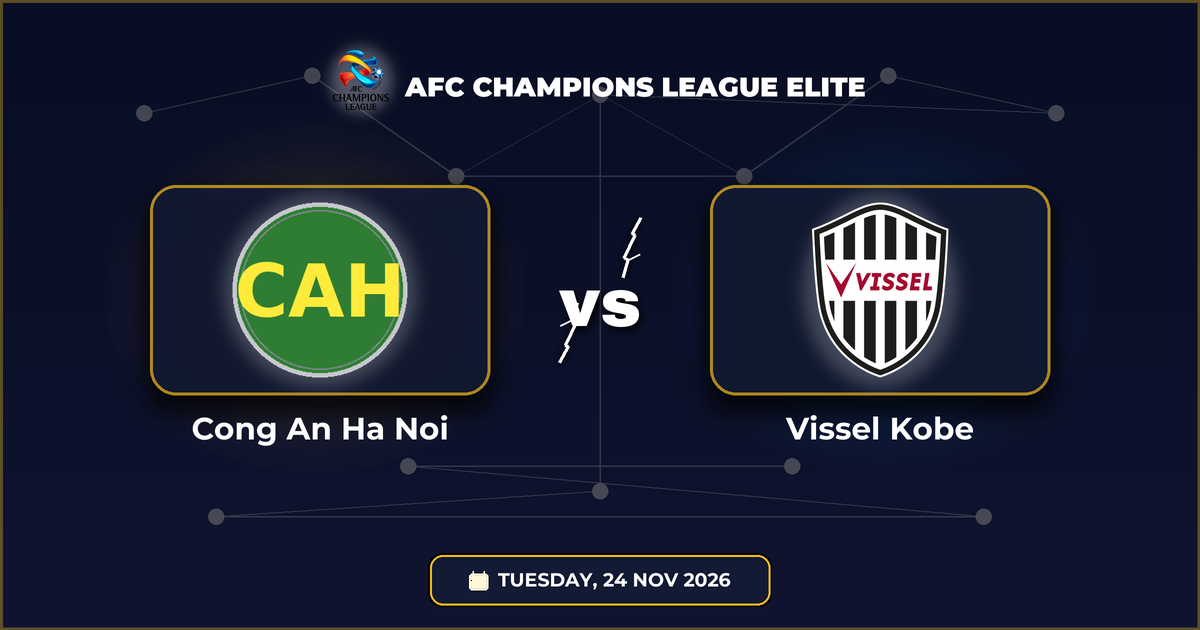 AFC
CHAMPIONS
LEAGUE
AFC CHAMPIONS LEAGUE ELITE
CAH
VS
VISSEL
Cong An Ha Noi
Vissel Kobe
TUESDAY, 24 NOV 2026